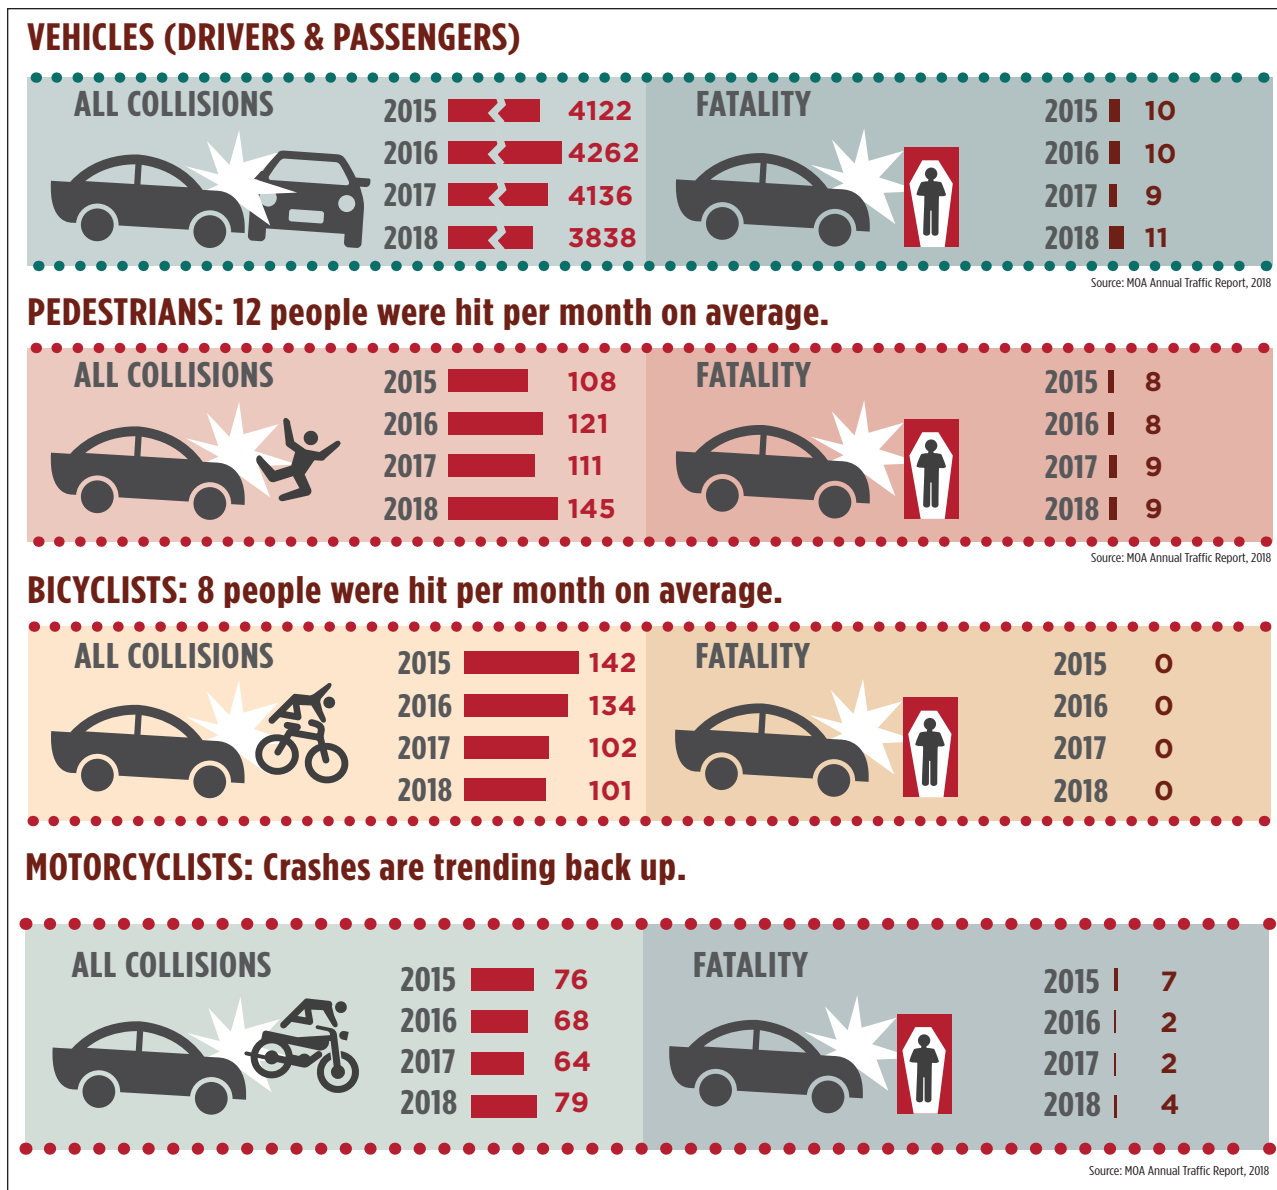 VEHICLES (DRIVERS & PASSENGERS)
ALL COLLISIONS
2015 4122
2016 4262
2017 4136
2018 3838
FATALITY
2015 10
2016 10
2017 9
2018 11
Source: MOA Annual Traffic Report, 2018
PEDESTRIANS: 12 people were hit per month on average.
ALL COLLISIONS
2015 108
2016 121
2017 111
2018 145
FATALITY
2015 8
2016 8
2017 9
2018 9
Source: MOA Annual Traffic Report, 2018
BICYCLISTS: 8 people were hit per month on average.
ALL COLLISIONS
2015 142
2016 134
2017 102
2018 101
FATALITY
2015 0
2016 0
2017 0
2018 0
MOTORCYCLISTS: Crashes are trending back up.
ALL COLLISIONS
2015 76
2016 68
2017 64
2018 79
FATALITY
2015 7
2016 2
2017 2
2018 4
Source: MOA Annual Traffic Report, 2018